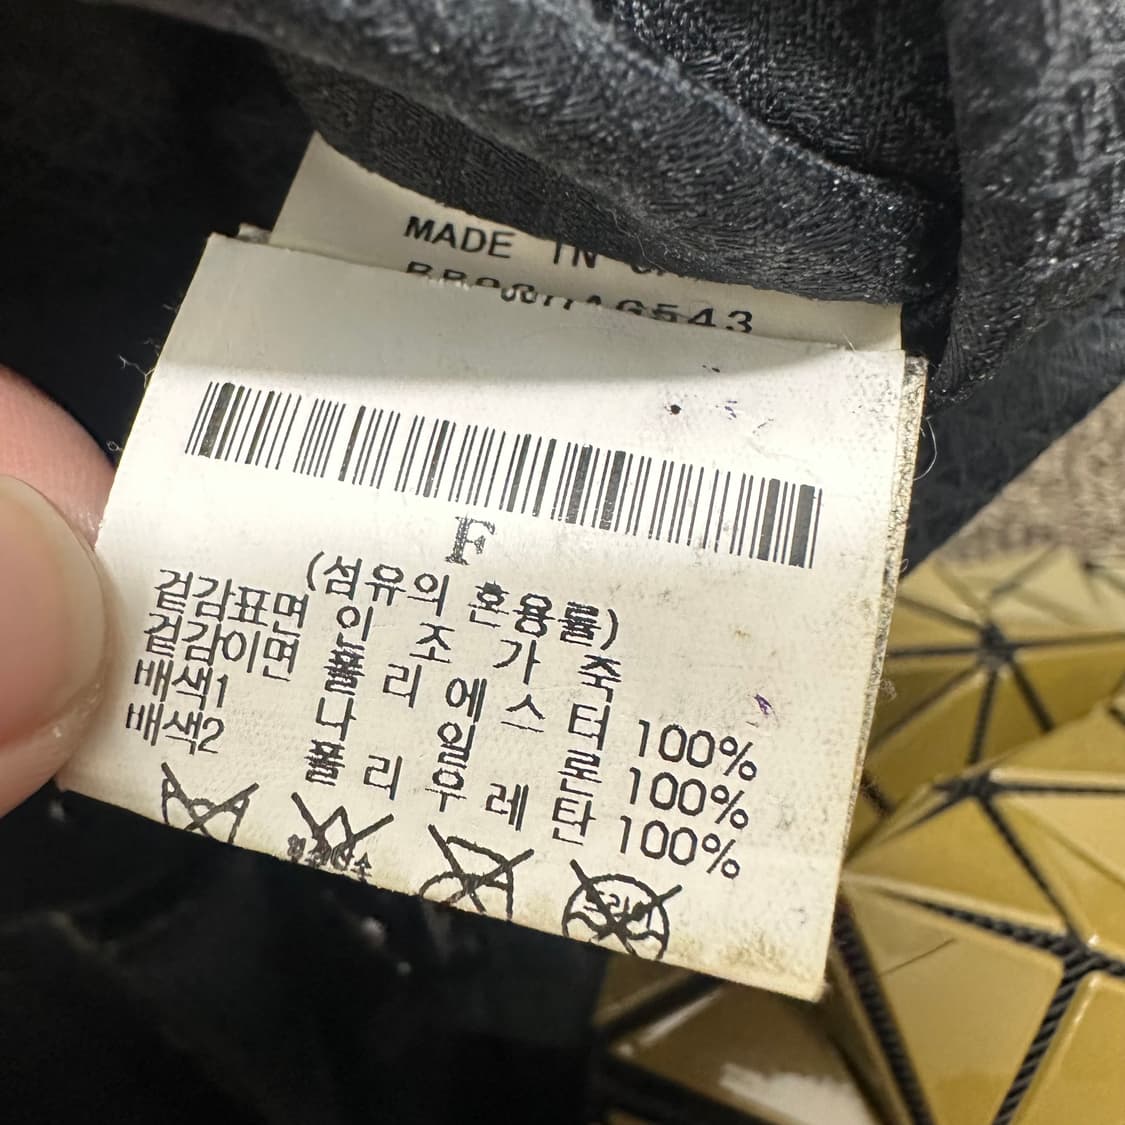 MADE IN
F
(섬유의 혼용률)
겉감표면 인 조 가 죽
겉감이면 폴 리 에 스 터 100%
배색1 나 일 론 100%
배색2 폴 리 우 레 탄 100%